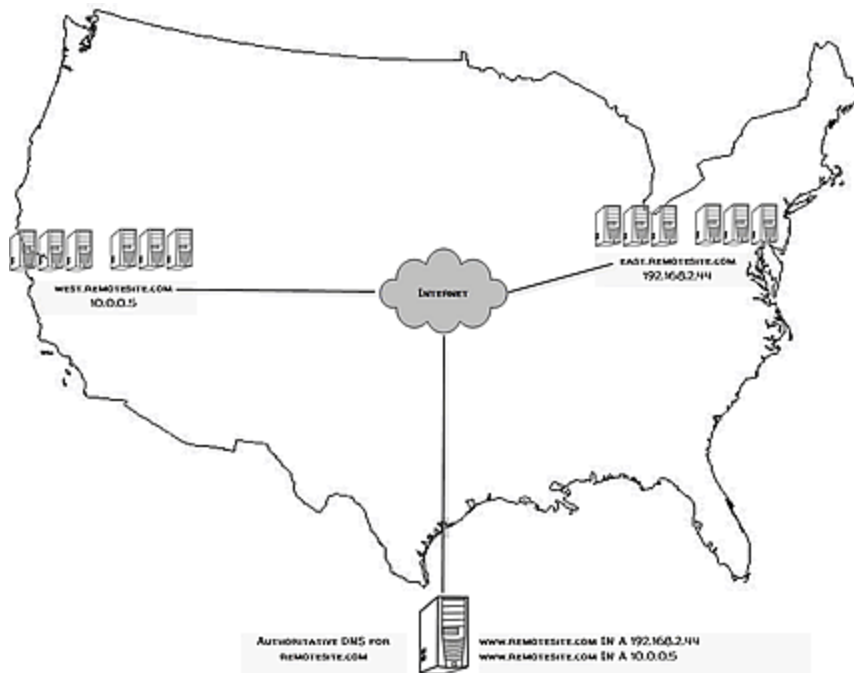 west.remotesite.com
10.0.0.5
Internet
east.remotesite.com
192.168.2.44
Authoritative DNS for
remotesite.com
www.remotesite.com IN A 192.168.2.44
www.remotesite.com IN A 10.0.0.5